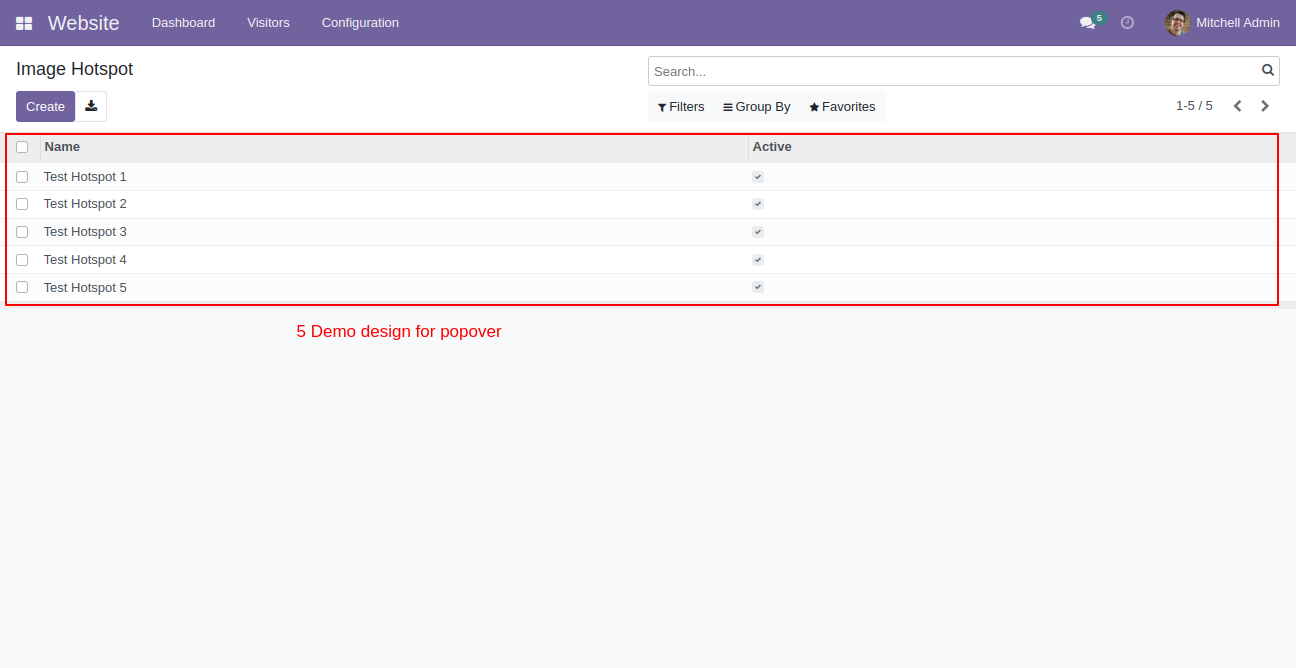 Website Dashboard Visitors Configuration 5 Mitchell Admin
Image Hotspot
Search...
Create
Filters Group By Favorites 1-5 / 5
Name Active
Test Hotspot 1
Test Hotspot 2
Test Hotspot 3
Test Hotspot 4
Test Hotspot 5
5 Demo design for popover